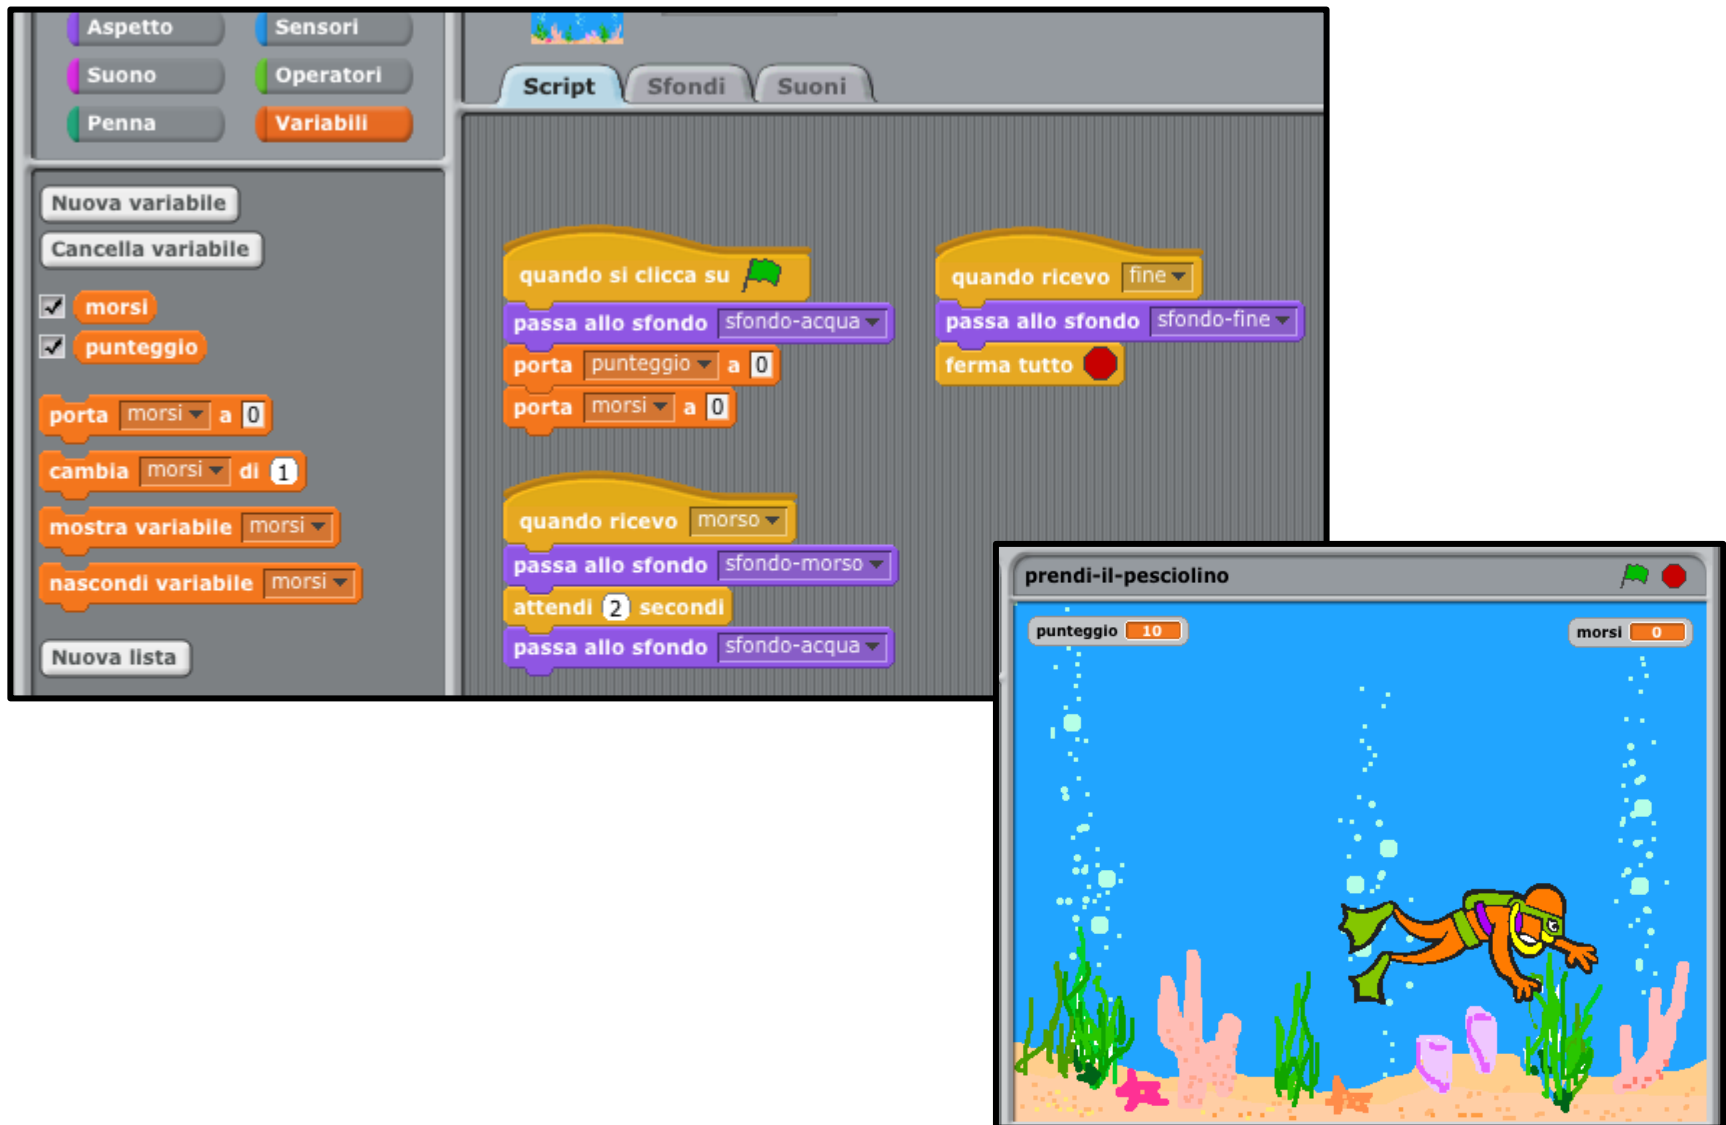 Aspetto Sensori
Suono Operatori
Penna Variabili
Nuova variabile
Cancella variabile
morsi
punteggio
porta morsi a 0
cambia morsi di 1
mostra variabile morsi
nascondi variabile morsi
Nuova lista
Script Sfondi Suoni
quando si clicca su
passa allo sfondo sfondo-acqua
porta punteggio a 0
porta morsi a 0
quando ricevo morso
passa allo sfondo sfondo-morso
attendi 2 secondi
passa allo sfondo sfondo-acqua
quando ricevo fine
passa allo sfondo sfondo-fine
ferma tutto
prendi-il-pesciolino
punteggio 10 morsi 0